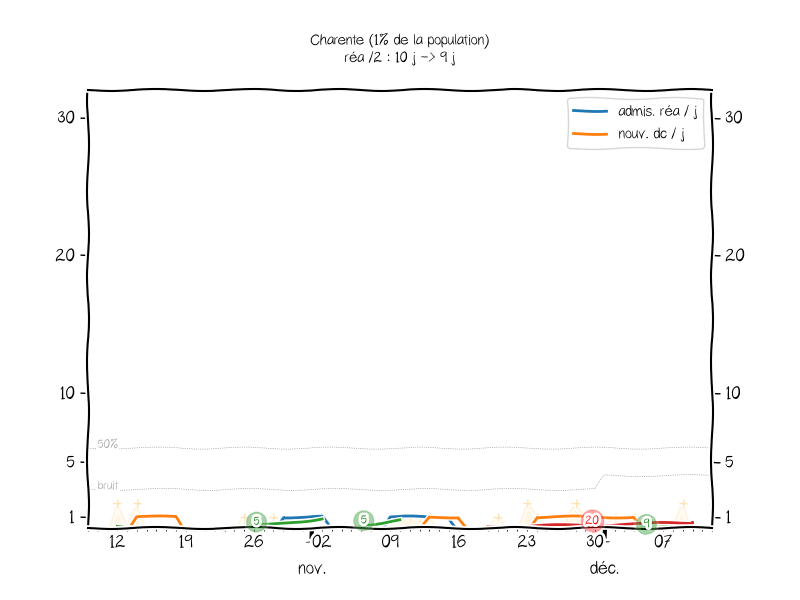 Charente (1% de la population)
réa /2 : 10 j -> 9 j
admis. réa / j
nouv. dc / j
30 30
20 20
10 10
50%
5 5
bruit
1 5 5 20 9 1
12 19 26 02 09 16 23 30 07
nov. déc.